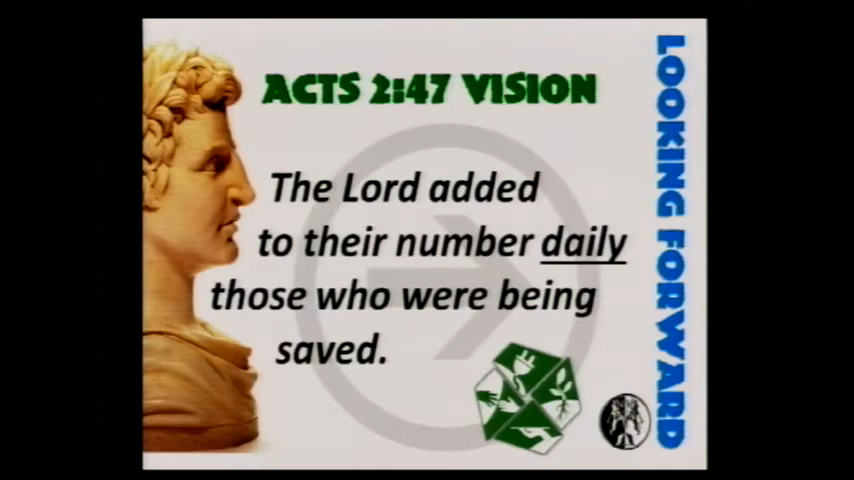 ACTS 2:47 VISION
The Lord added
to their number daily
those who were being
saved.
LOOKING FORWARD